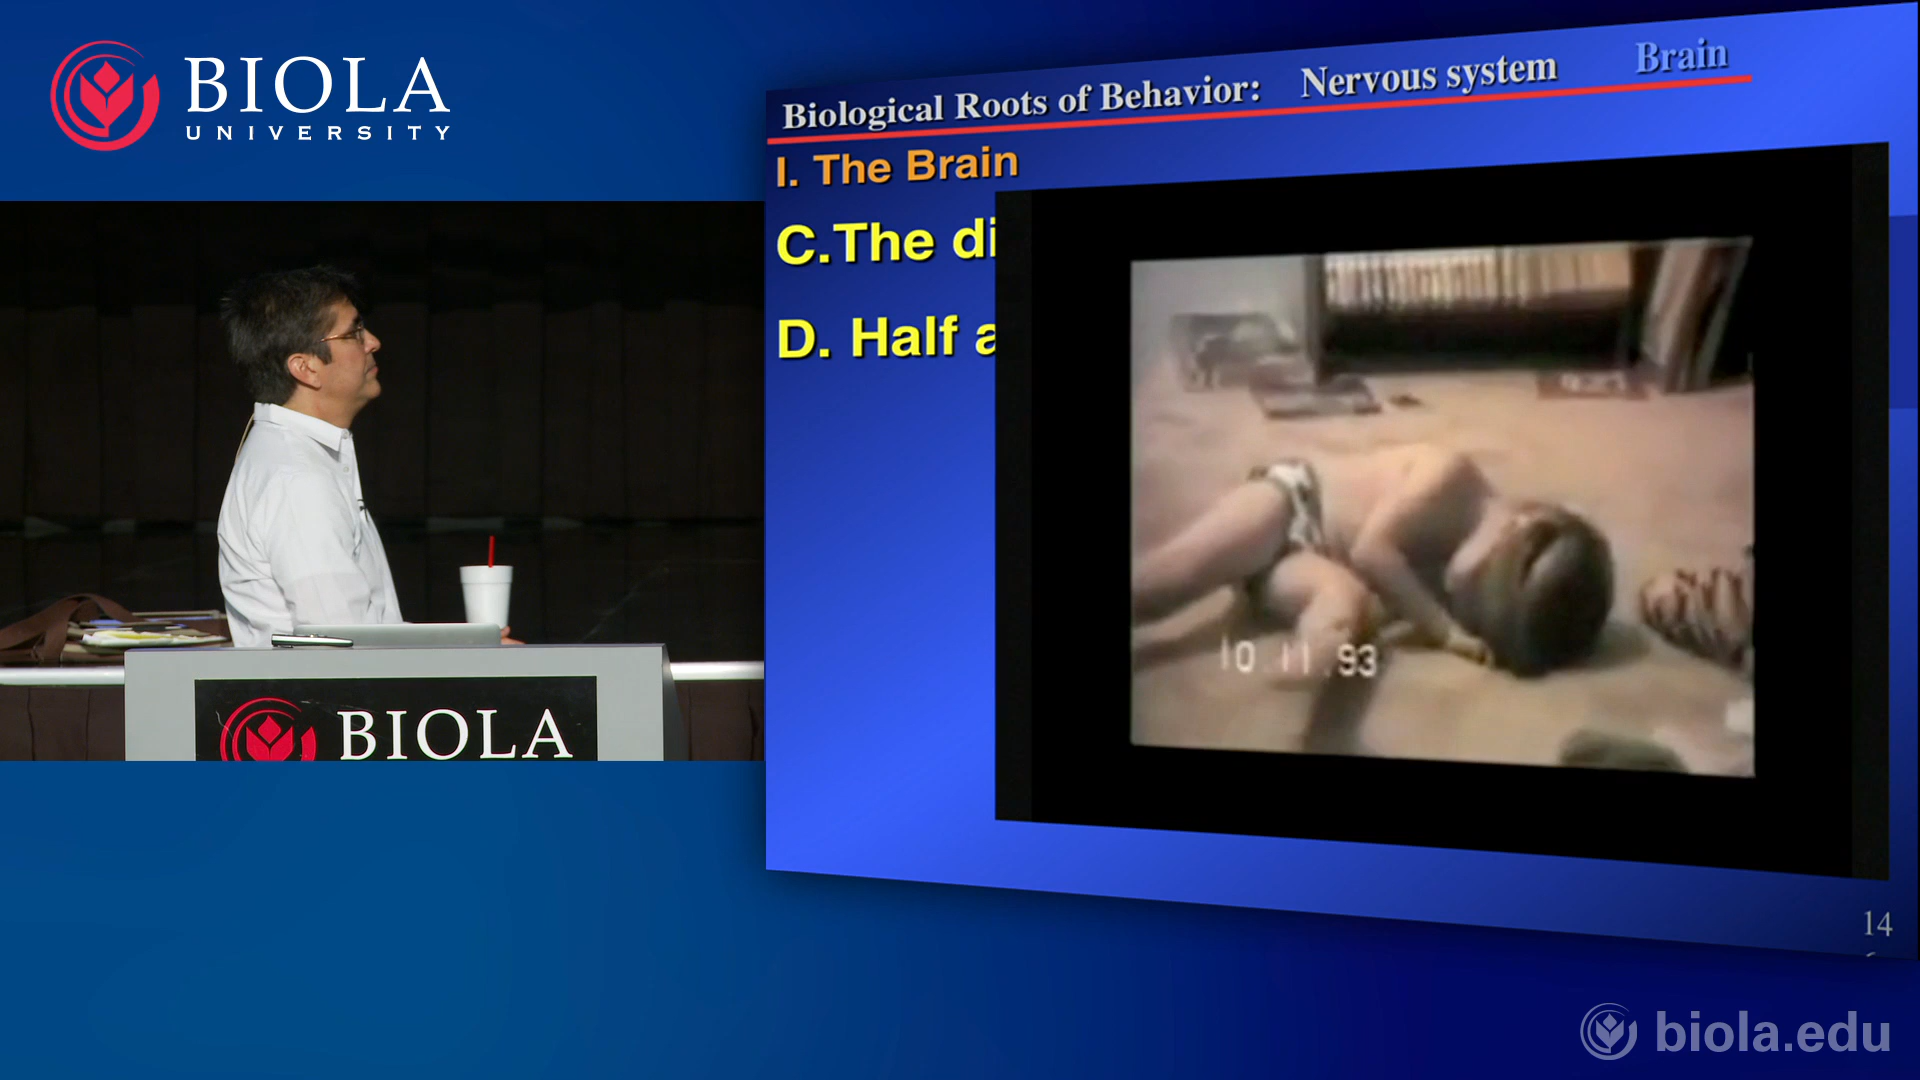 BIOLA
UNIVERSITY
Biological Roots of Behavior: Nervous system Brain
I. The Brain
C.The di
D. Half a
10.11.93
BIOLA
14
biola.edu